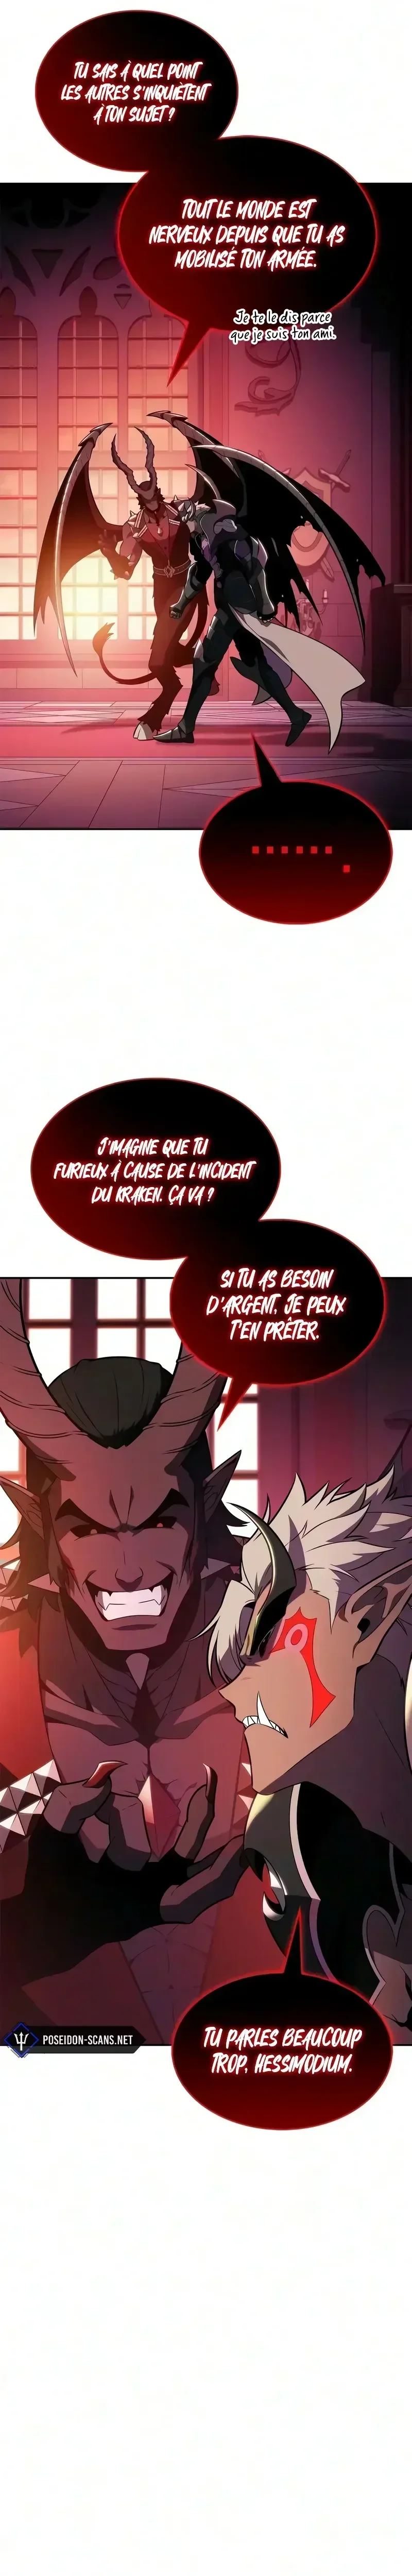 TU SAIS À QUEL POINT
LES AUTRES S'INQUIÈTENT
À TON SUJET ?
TOUT LE MONDE EST
NERVEUX DEPUIS QUE TU AS
MOBILISÉ TON ARMÉE.
Je te le dis parce
que je suis ton ami.
...... .
J'IMAGINE QUE TU
FURIEUX À CAUSE DE L'INCIDENT
DU KRAKEN. ÇA VA ?
SI TU AS BESOIN
D'ARGENT, JE PEUX
T'EN PRÊTER.
POSEIDON-SCANS.NET
TU PARLES BEAUCOUP
TROP, HESSIMODIUM.